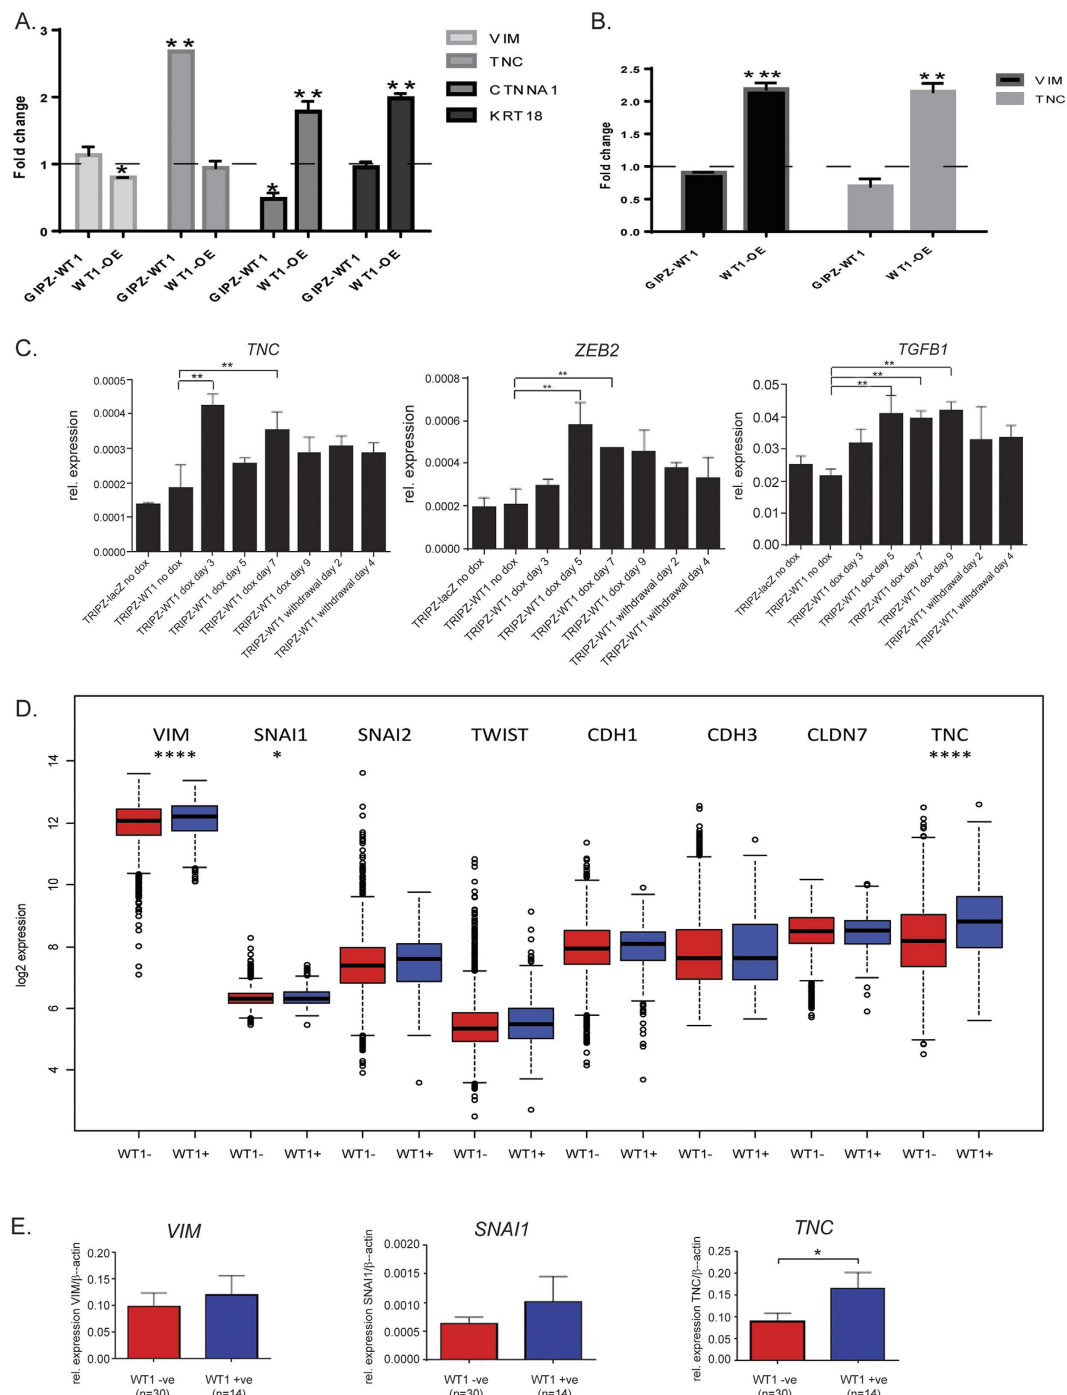 A.
3
2
1
0
Fold change
* *
*
*
* *
* *
VIM
TNC
CTNNA1
KRT18
GIPZ-WT1
WT1-OE
GIPZ-WT1
WT1-OE
GIPZ-WT1
WT1-OE
GIPZ-WT1
WT1-OE
B.
2.5
2.0
1.5
1.0
0.5
0.0
Fold change
* **
* *
VIM
TNC
GIPZ-WT1
WT1-OE
GIPZ-WT1
WT1-OE
C.
TNC
rel. expression
0.0005
0.0004
0.0003
0.0002
0.0001
0.0000
**
**
TRIPZ-lacZ no dox
TRIPZ-WT1 no dox
TRIPZ-WT1 dox day 3
TRIPZ-WT1 dox day 5
TRIPZ-WT1 dox day 7
TRIPZ-WT1 dox day 9
TRIPZ-WT1 withdrawal day 2
TRIPZ-WT1 withdrawal day 4
ZEB2
rel. expression
0.0008
0.0006
0.0004
0.0002
0.0000
**
**
TRIPZ-lacZ no dox
TRIPZ-WT1 no dox
TRIPZ-WT1 dox day 3
TRIPZ-WT1 dox day 5
TRIPZ-WT1 dox day 7
TRIPZ-WT1 dox day 9
TRIPZ-WT1 withdrawal day 2
TRIPZ-WT1 withdrawal day 4
TGFB1
rel. expression
0.05
0.04
0.03
0.02
0.01
0.00
**
**
**
TRIPZ-lacZ no dox
TRIPZ-WT1 no dox
TRIPZ-WT1 dox day 3
TRIPZ-WT1 dox day 5
TRIPZ-WT1 dox day 7
TRIPZ-WT1 dox day 9
TRIPZ-WT1 withdrawal day 2
TRIPZ-WT1 withdrawal day 4
D.
VIM SNAI1 SNAI2 TWIST CDH1 CDH3 CLDN7 TNC
**** * ****
log2 expression
14
12
10
8
6
4
WT1- WT1+ WT1- WT1+ WT1- WT1+ WT1- WT1+ WT1- WT1+ WT1- WT1+ WT1- WT1+ WT1- WT1+
E.
VIM
rel. expression VIM/β--actin
0.20
0.15
0.10
0.05
0.00
WT1 -ve WT1 +ve
(n=30) (n=14)
SNAI1
rel. expression SNAI1/β--actin
0.0020
0.0015
0.0010
0.0005
0.0000
WT1 -ve WT1 +ve
(n=30) (n=14)
TNC
rel. expression TNC/β--actin
0.25
0.20
0.15
0.10
0.05
0.00
*
WT1 -ve WT1 +ve
(n=30) (n=14)